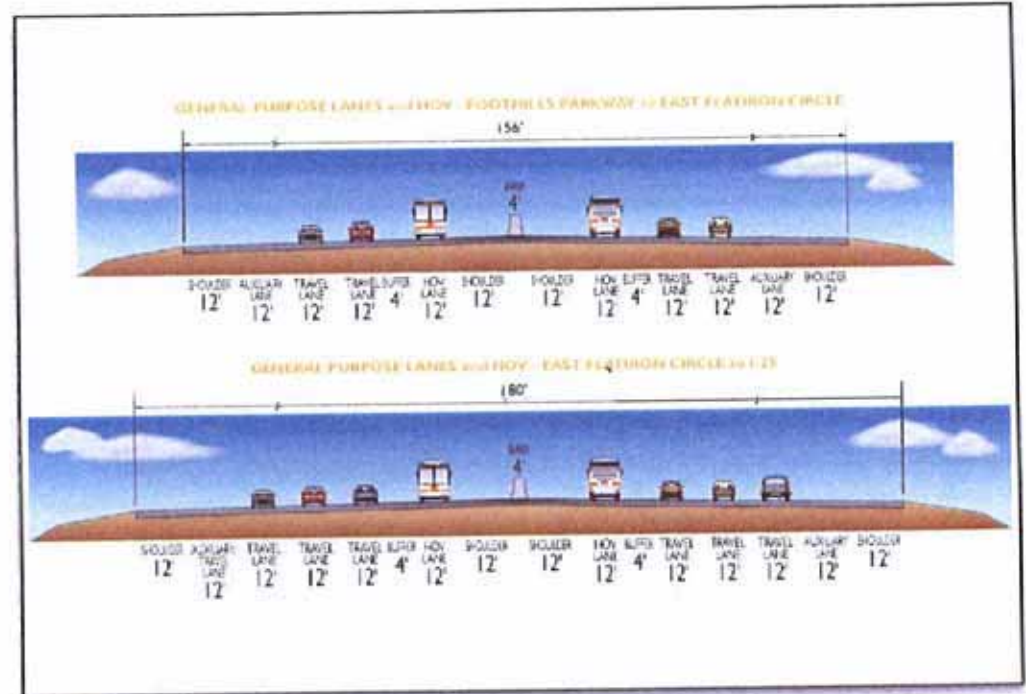 GENERAL PURPOSE LANES and HOV - FOOTHILLS PARKWAY to EAST FLATIRON CIRCLE
156'
4'
SHOULDER AUXILIARY LANE TRAVEL LANE TRAVEL LANE BUFFER HOV LANE SHOULDER SHOULDER HOV LANE BUFFER TRAVEL LANE TRAVEL LANE AUXILIARY LANE SHOULDER
12' 12' 12' 12' 4' 12' 12' 12' 12' 4' 12' 12' 12' 12'
GENERAL PURPOSE LANES and HOV - EAST FLATIRON CIRCLE to I-25
180'
4'
SHOULDER AUXILIARY TRAVEL LANE TRAVEL LANE TRAVEL LANE TRAVEL LANE BUFFER HOV LANE SHOULDER SHOULDER HOV LANE BUFFER TRAVEL LANE TRAVEL LANE TRAVEL LANE AUXILIARY LANE SHOULDER
12' 12' 12' 12' 12' 4' 12' 12' 12' 12' 4' 12' 12' 12' 12' 12'